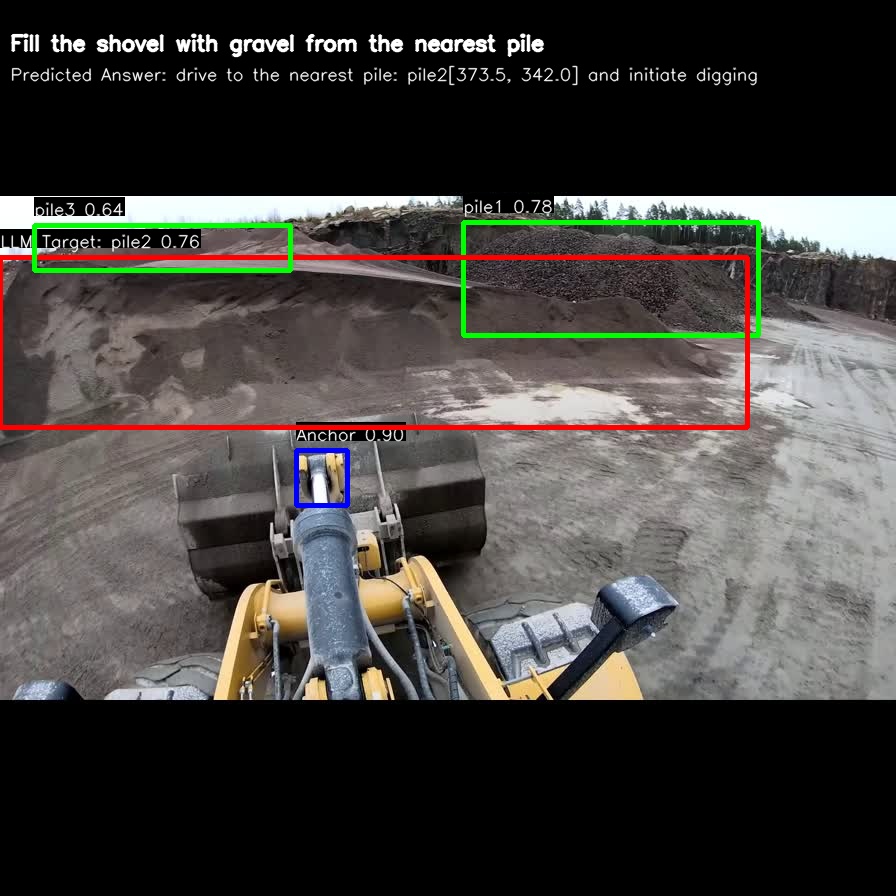 Fill the shovel with gravel from the nearest pile
Predicted Answer: drive to the nearest pile: pile2[373.5, 342.0] and initiate digging
pile3 0.64
pile1 0.78
LLM Target: pile2 0.76
Anchor 0.90